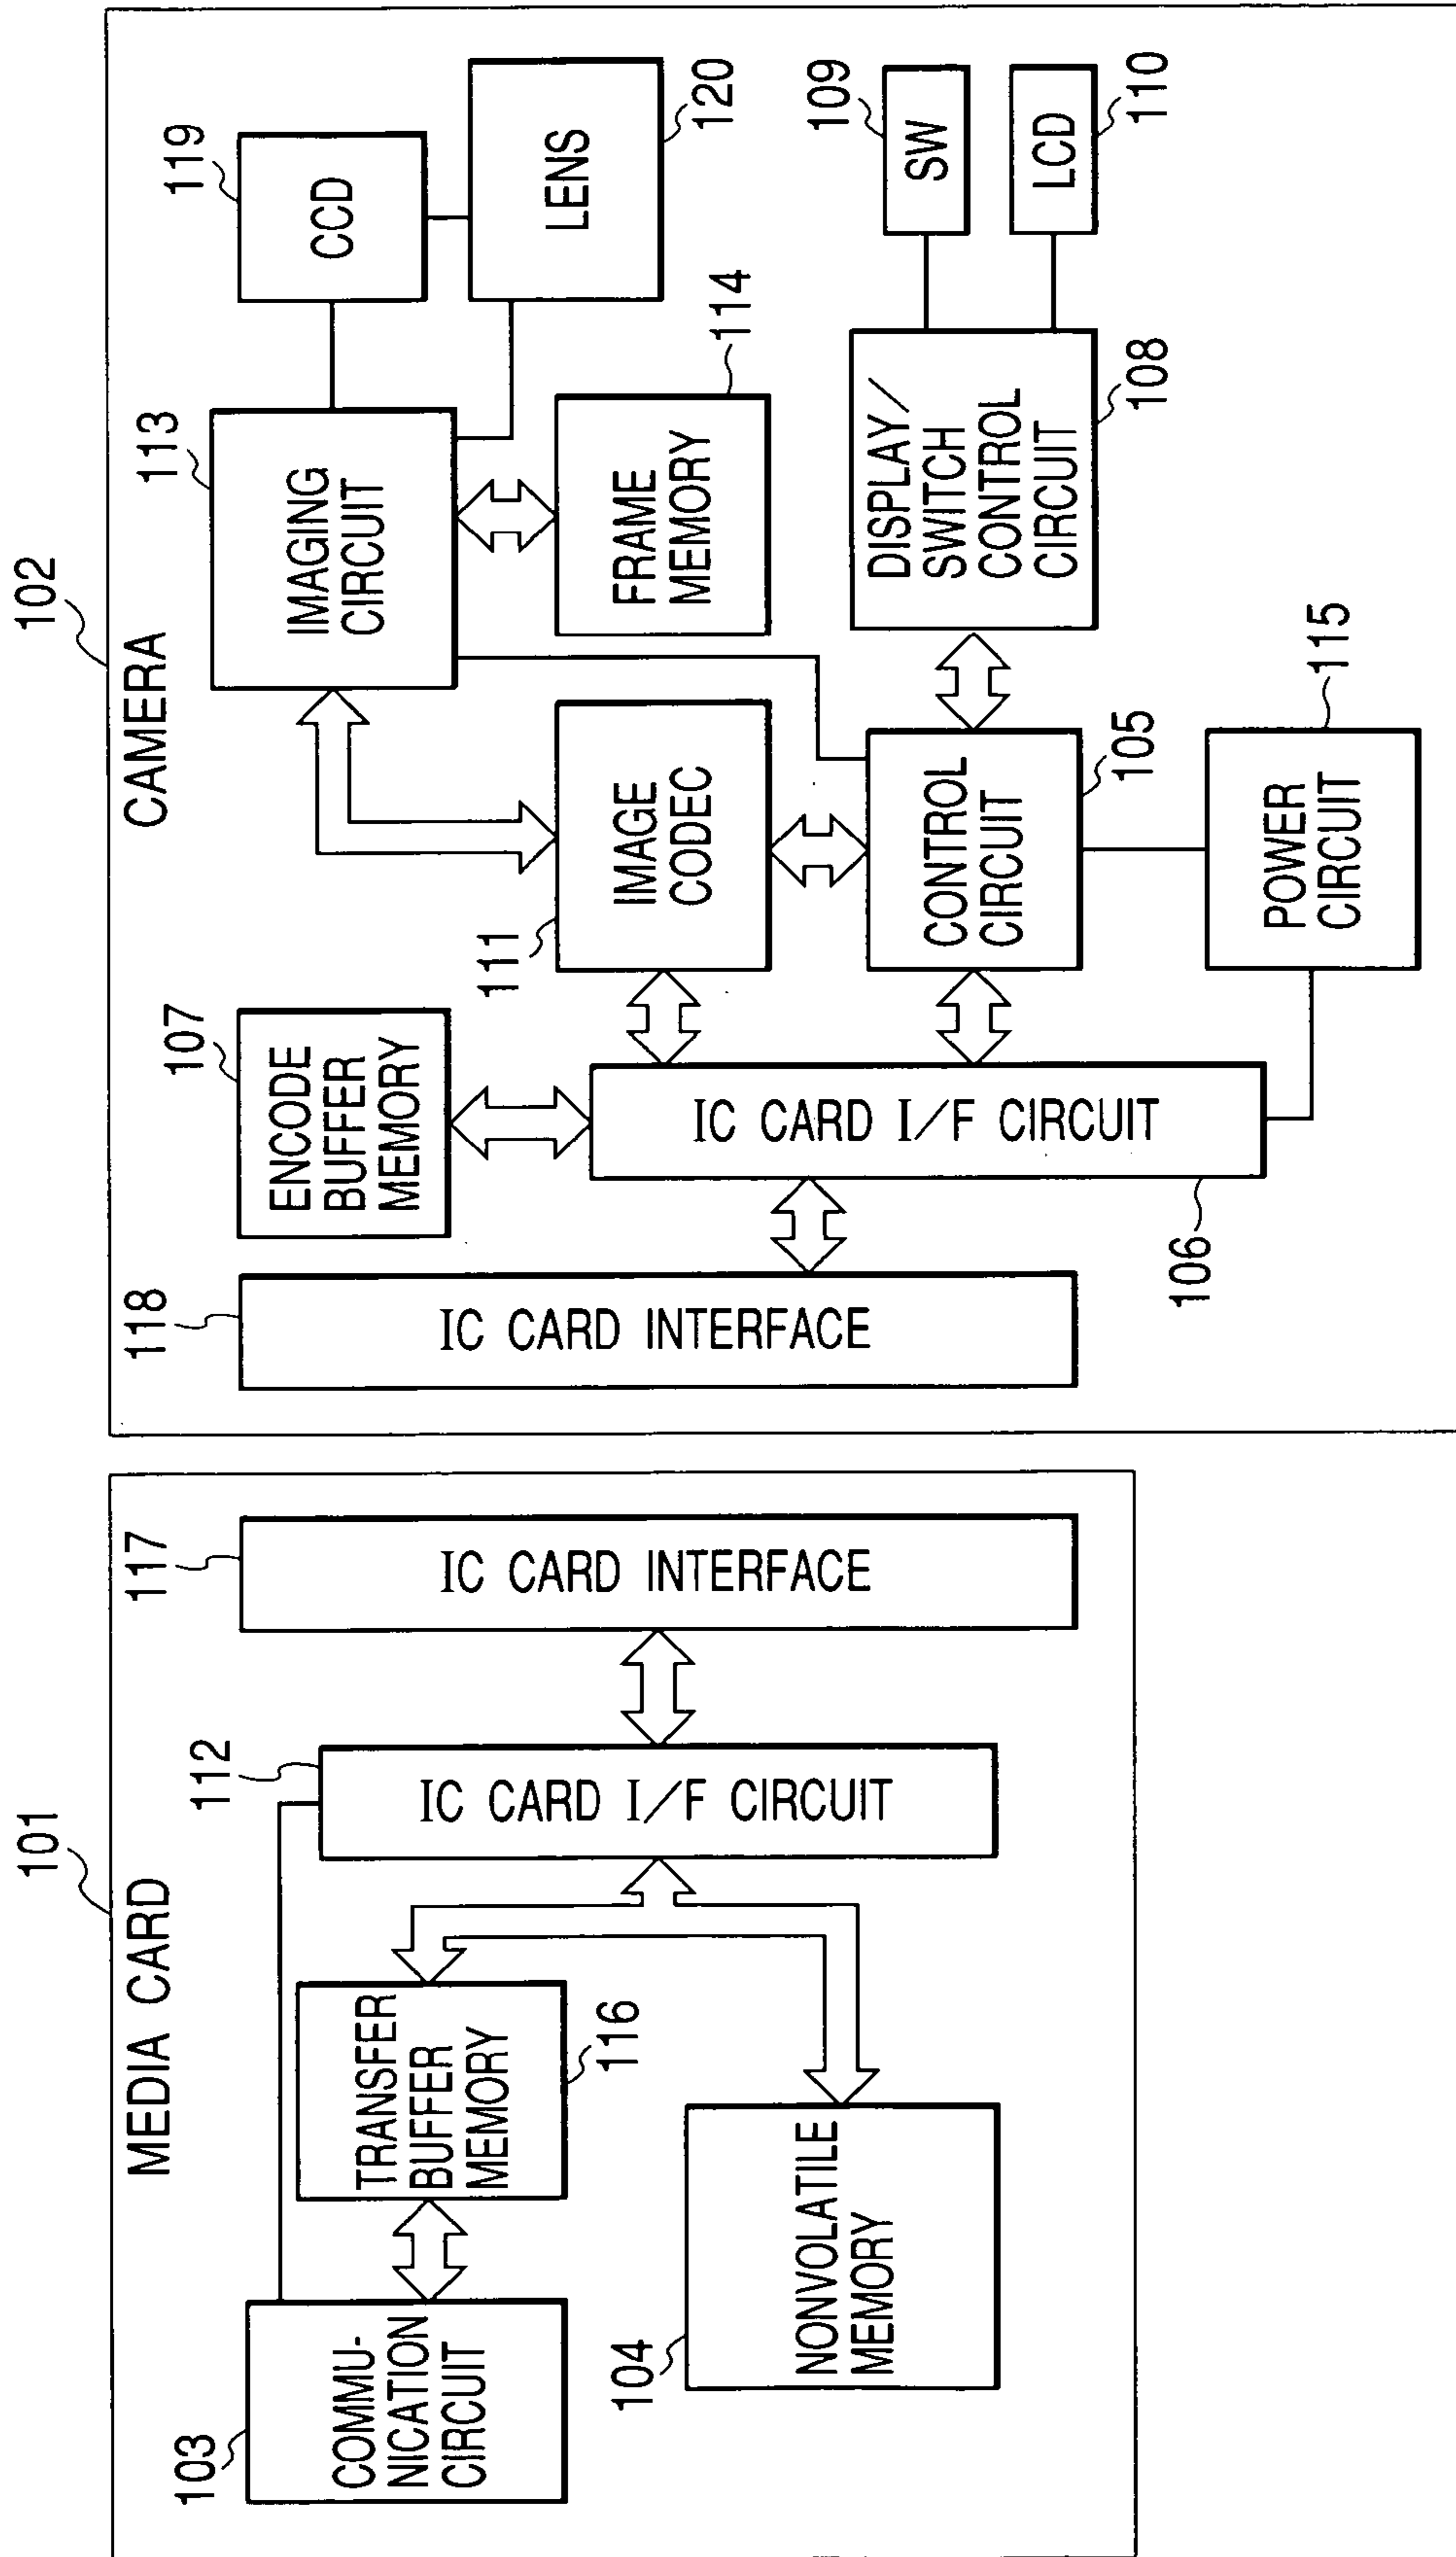 101
MEDIA CARD
103
COMMU-
NICATION
CIRCUIT
TRANSFER
BUFFER
MEMORY
116
104
NONVOLATILE
MEMORY
112
IC CARD I/F CIRCUIT
117
IC CARD INTERFACE
102
CAMERA
118
IC CARD INTERFACE
107
ENCODE
BUFFER
MEMORY
IC CARD I/F CIRCUIT
106
111
IMAGE
CODEC
CONTROL
CIRCUIT
105
POWER
CIRCUIT
115
113
IMAGING
CIRCUIT
FRAME
MEMORY
114
DISPLAY/
SWITCH
CONTROL
CIRCUIT
108
119
CCD
LENS
120
109
SW
LCD
110